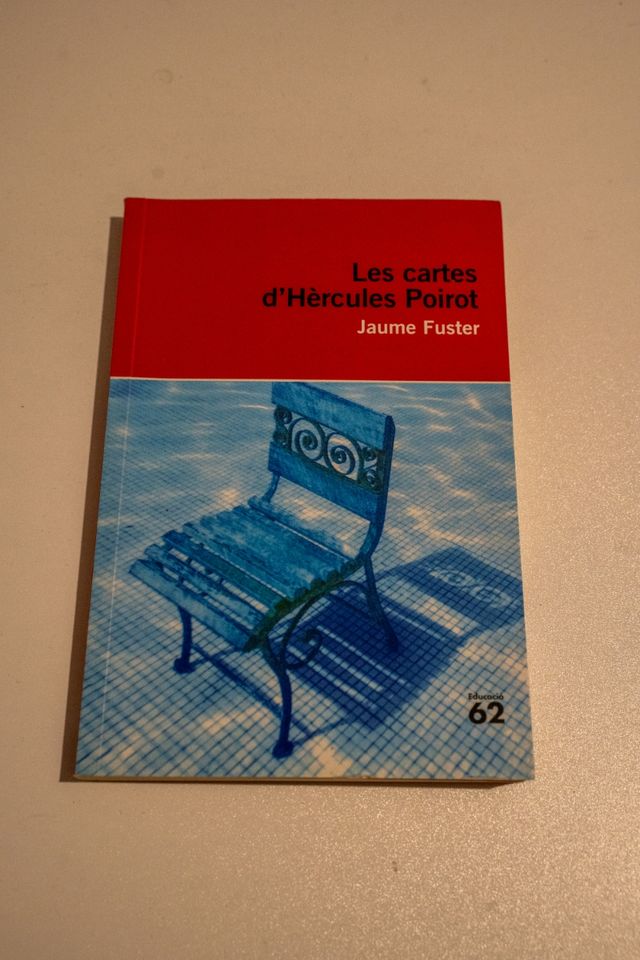 Les cartes
d'Hèrcules Poirot
Jaume Fuster
Educació
62